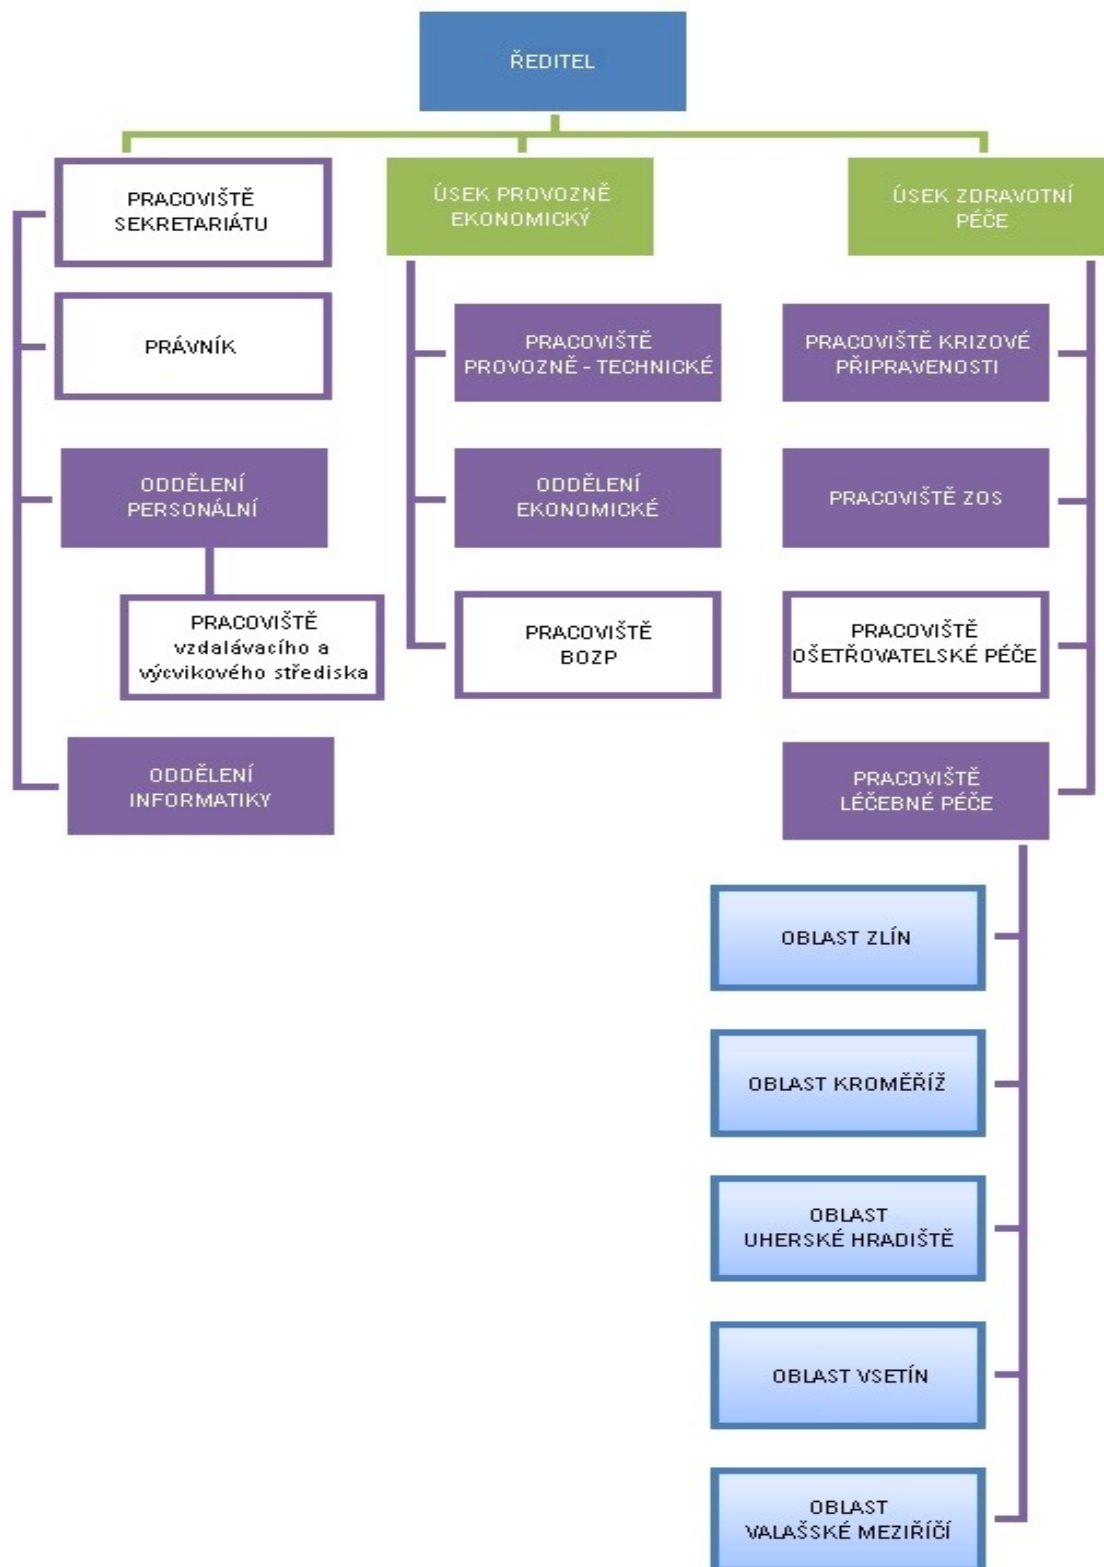 ŘEDITEL
PRACOVIŠTĚ
SEKRETARIÁTU
PRÁVNÍK
ODDĚLENÍ
PERSONÁLNÍ
PRACOVIŠTĚ
vzdalávacího a
výcvikového střediska
ODDĚLENÍ
INFORMATIKY
ÚSEK PROVOZNĚ
EKONOMICKÝ
PRACOVIŠTĚ
PROVOZNĚ - TECHNICKÉ
ODDĚLENÍ
EKONOMICKÉ
PRACOVIŠTĚ
BOZP
ÚSEK ZDRAVOTNÍ
PÉČE
PRACOVIŠTĚ KRIZOVÉ
PŘIPRAVENOSTI
PRACOVIŠTĚ ZOS
PRACOVIŠTĚ
OŠETŘOVATELSKÉ PÉČE
PRACOVIŠTĚ
LÉČEBNÉ PÉČE
OBLAST ZLÍN
OBLAST KROMĚŘÍŽ
OBLAST
UHERSKÉ HRADIŠTĚ
OBLAST VSETÍN
OBLAST
VALAŠSKÉ MEZIŘÍČÍ